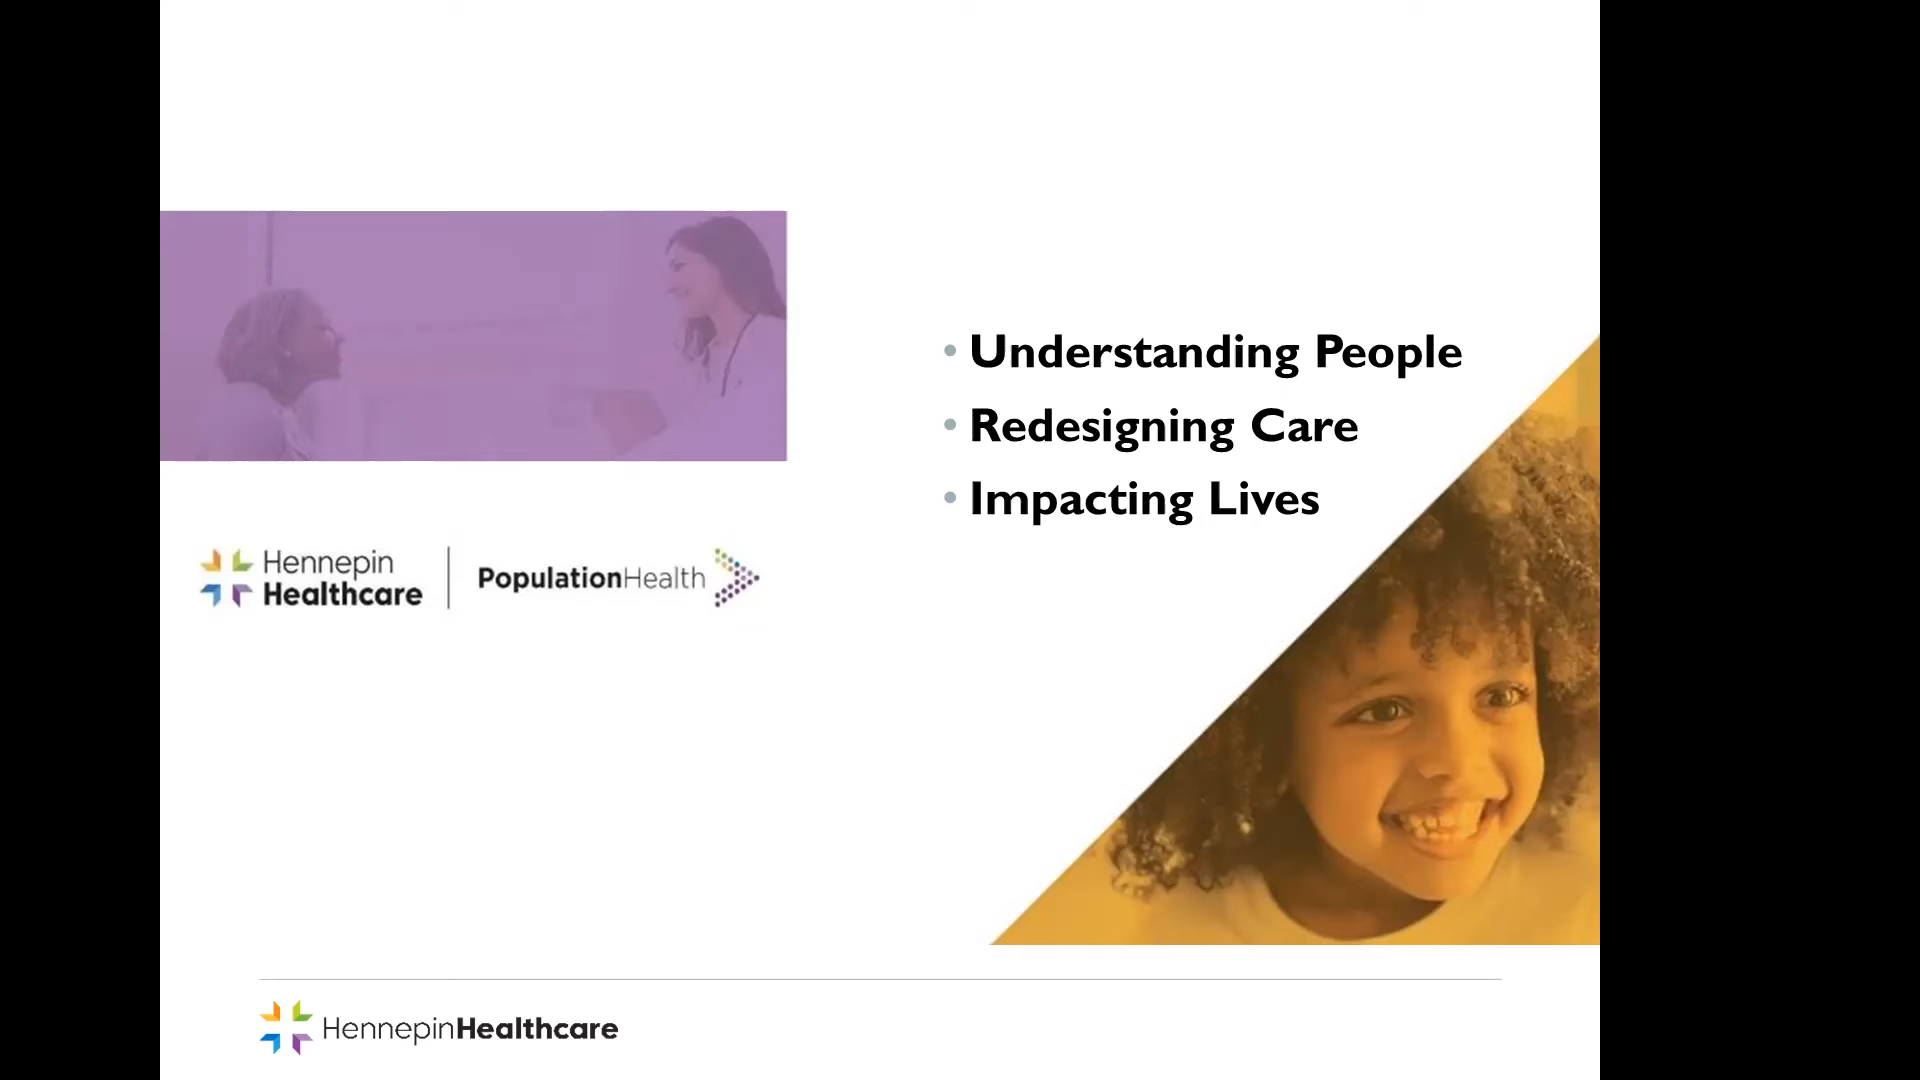 Understanding People
Redesigning Care
Impacting Lives
Hennepin
Healthcare
PopulationHealth
HennepinHealthcare